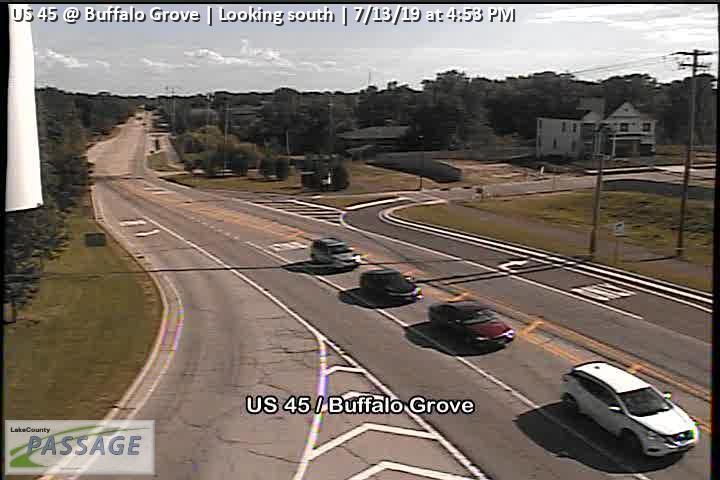 US 45 @ Buffalo Grove | Looking south | 7/13/19 at 4:53 PM
US 45 / Buffalo Grove
LakeCounty
PASSAGE